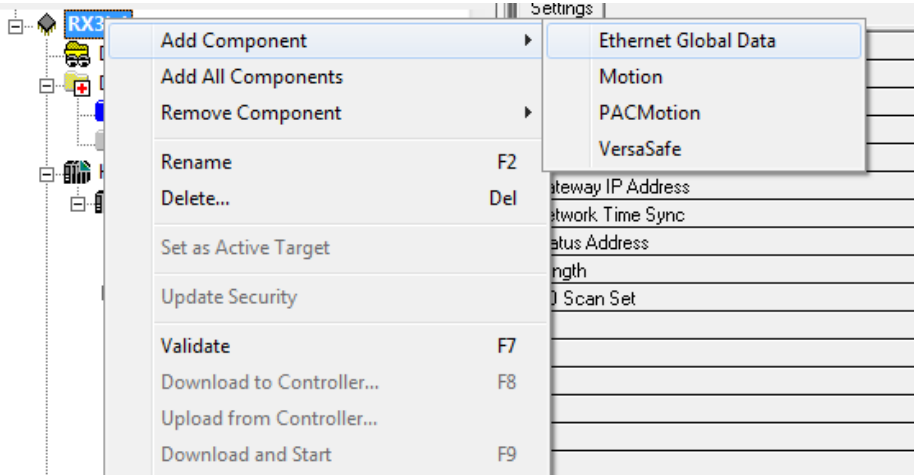 Settings
RX3
Add Component
Ethernet Global Data
Add All Components
Motion
Remove Component
PACMotion
VersaSafe
Rename F2
Delete... Del
ateway IP Address
etwork Time Sync
Set as Active Target
atus Address
ngth
Update Security
Scan Set
Validate F7
Download to Controller... F8
Upload from Controller...
Download and Start F9